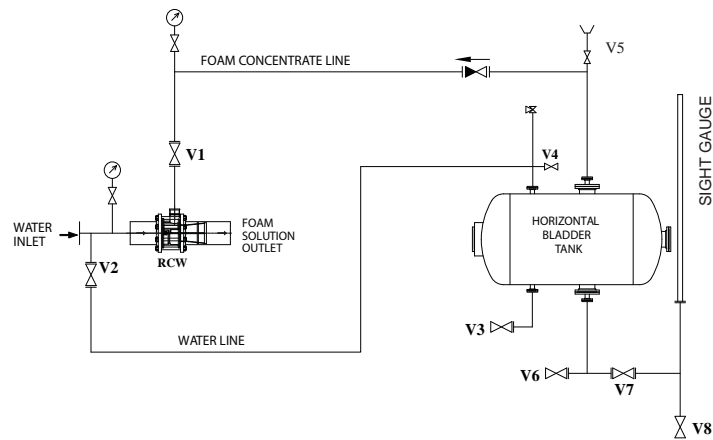 V5
FOAM CONCENTRATE LINE
SIGHT GAUGE
V1
V4
WATER
INLET
FOAM
SOLUTION
OUTLET
HORIZONTAL
BLADDER
TANK
RCW
V2
V3
WATER LINE
V6
V7
V8